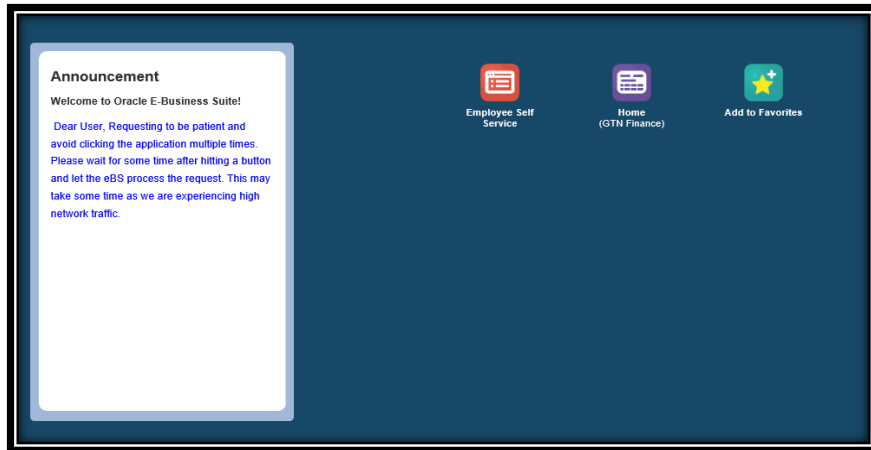 Announcement
Welcome to Oracle E-Business Suite!
Dear User, Requesting to be patient and
avoid clicking the application multiple times.
Please wait for some time after hitting a button
and let the eBS process the request. This may
take some time as we are experiencing high
network traffic.
Employee Self
Service
Home
(GTN Finance)
Add to Favorites